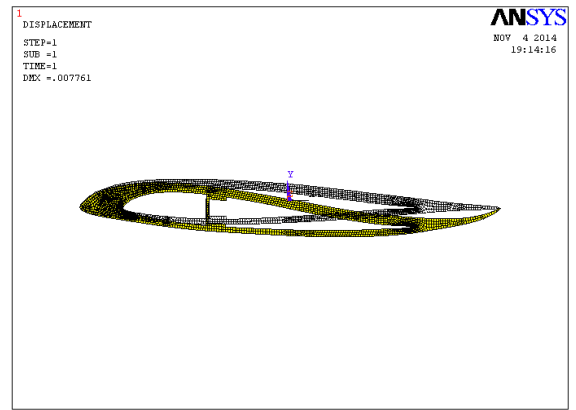 1
DISPLACEMENT
STEP=1
SUB =1
TIME=1
DMX =.007761
ANSYS
NOV  4 2014
19:14:16
Y